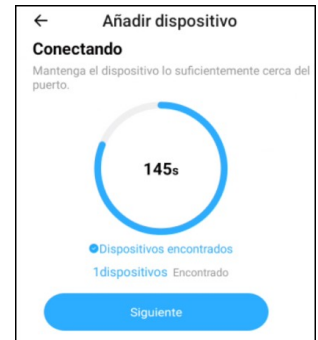 ← Añadir dispositivo
Conectando
Mantenga el dispositivo lo suficientemente cerca del
puerto.
145s
Dispositivos encontrados
1dispositivos Encontrado
Siguiente